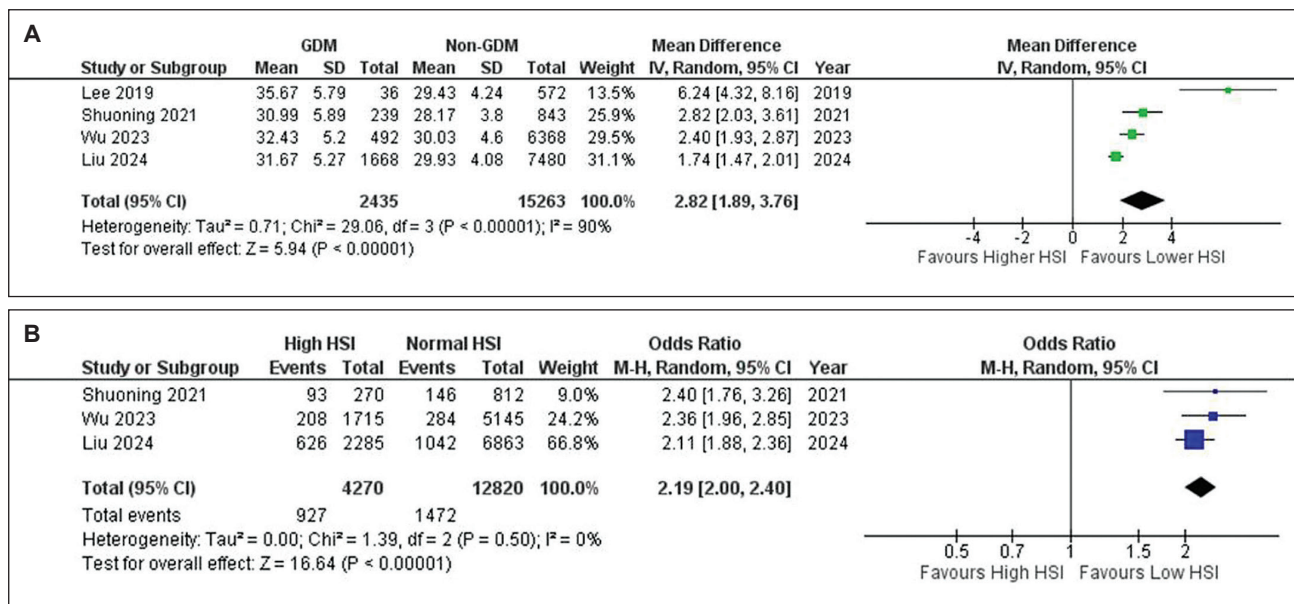 A
GDM Non-GDM Mean Difference Mean Difference
Study or Subgroup Mean SD Total Mean SD Total Weight IV, Random, 95% CI Year IV, Random, 95% CI
Lee 2019 35.67 5.79 36 29.43 4.24 572 13.5% 6.24 [4.32, 8.16] 2019
Shuoning 2021 30.99 5.89 239 28.17 3.8 843 25.9% 2.82 [2.03, 3.61] 2021
Wu 2023 32.43 5.2 492 30.03 4.6 6368 29.5% 2.40 [1.93, 2.87] 2023
Liu 2024 31.67 5.27 1668 29.93 4.08 7480 31.1% 1.74 [1.47, 2.01] 2024
Total (95% CI) 2435 15263 100.0% 2.82 [1.89, 3.76]
Heterogeneity: Tau² = 0.71; Chi² = 29.06, df = 3 (P < 0.00001); I² = 90%
Test for overall effect: Z = 5.94 (P < 0.00001)
-4 -2 0 2 4
Favours Higher HSI Favours Lower HSI
B
High HSI Normal HSI Odds Ratio Odds Ratio
Study or Subgroup Events Total Events Total Weight M-H, Random, 95% CI Year M-H, Random, 95% CI
Shuoning 2021 93 270 146 812 9.0% 2.40 [1.76, 3.26] 2021
Wu 2023 208 1715 284 5145 24.2% 2.36 [1.96, 2.85] 2023
Liu 2024 626 2285 1042 6863 66.8% 2.11 [1.88, 2.36] 2024
Total (95% CI) 4270 12820 100.0% 2.19 [2.00, 2.40]
Total events 927 1472
Heterogeneity: Tau² = 0.00; Chi² = 1.39, df = 2 (P = 0.50); I² = 0%
Test for overall effect: Z = 16.64 (P < 0.00001)
0.5 0.7 1 1.5 2
Favours High HSI Favours Low HSI